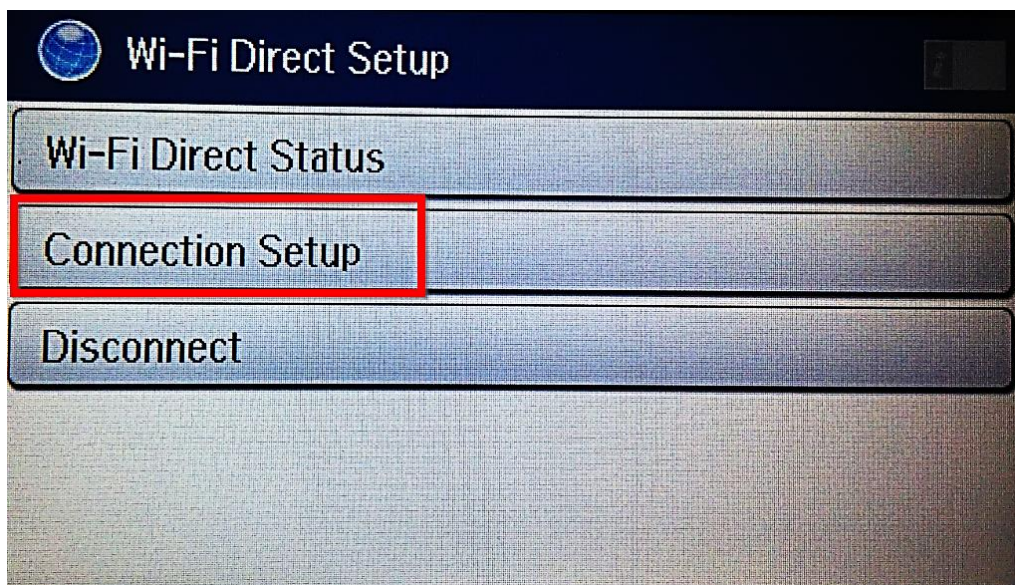 Wi-Fi Direct Setup
Wi-Fi Direct Status
Connection Setup
Disconnect